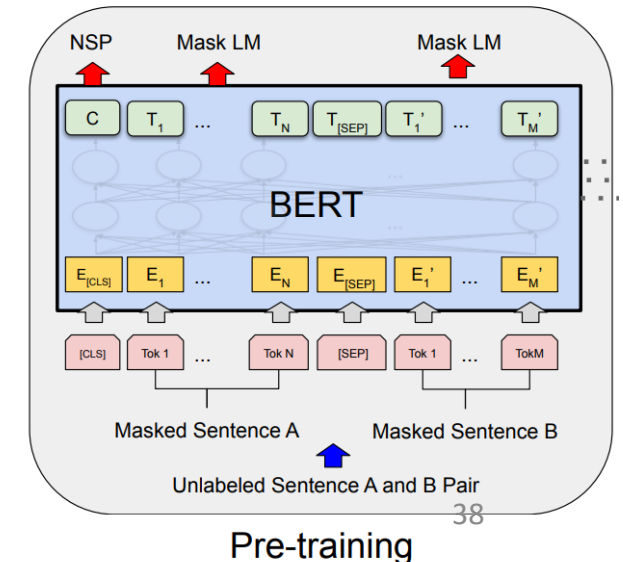 NSP Mask LM Mask LM
C T1 ... TN T[SEP] T1' ... TM'
...
...
BERT
E[CLS] E1 ... EN E[SEP] E1' ... EM'
[CLS] Tok 1 ... Tok N [SEP] Tok 1 ... TokM
Masked Sentence A Masked Sentence B
Unlabeled Sentence A and B Pair
38
Pre-training